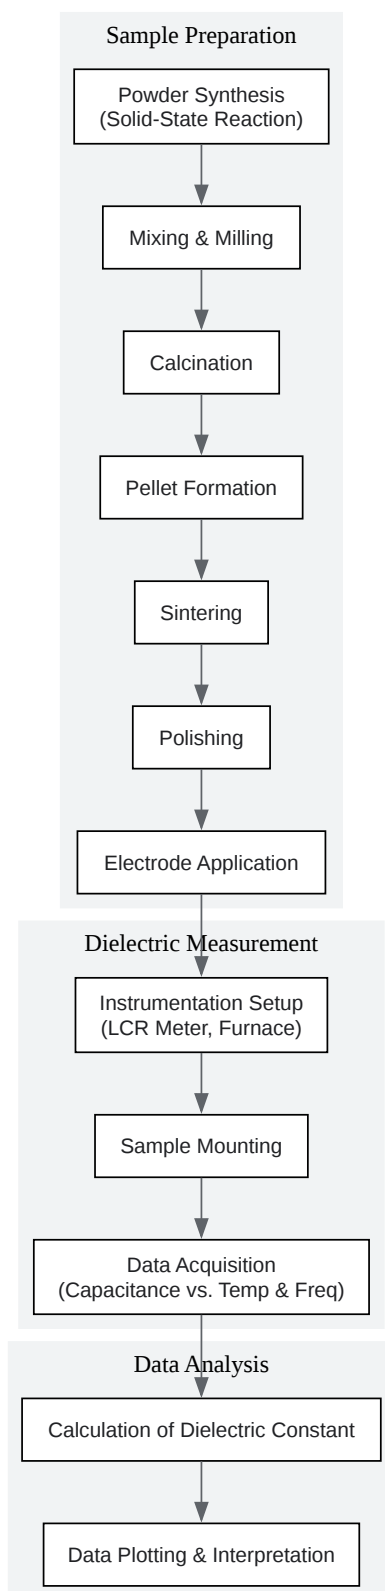 Sample Preparation
Powder Synthesis
(Solid-State Reaction)
Mixing & Milling
Calcination
Pellet Formation
Sintering
Polishing
Electrode Application
Dielectric Measurement
Instrumentation Setup
(LCR Meter, Furnace)
Sample Mounting
Data Acquisition
(Capacitance vs. Temp & Freq)
Data Analysis
Calculation of Dielectric Constant
Data Plotting & Interpretation